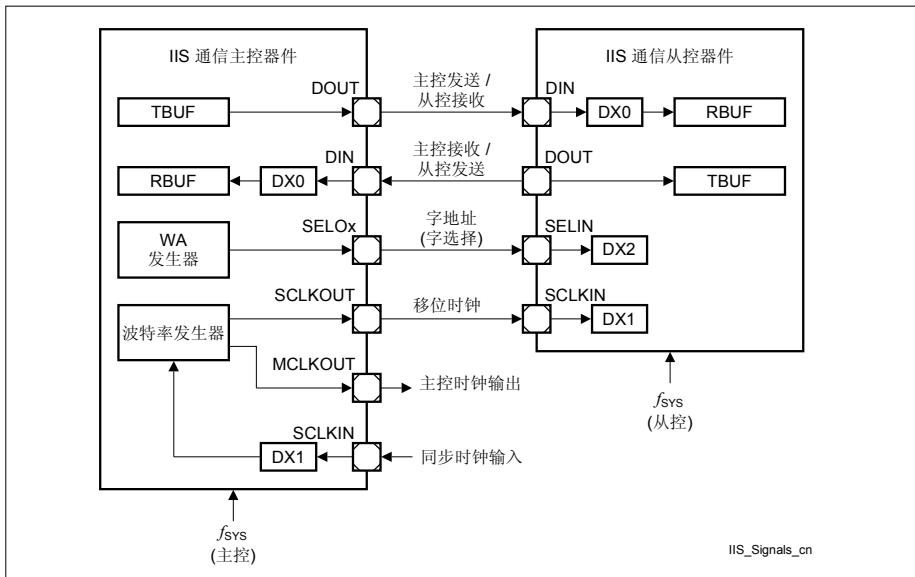 IIS 通信主控器件
IIS 通信从控器件
DOUT
主控发送 /
从控接收
DIN
TBUF
DX0
RBUF
DIN
主控接收 /
从控发送
DOUT
RBUF
DX0
TBUF
WA
发生器
SELOx
字地址
(字选择)
SELIN
DX2
SCLKOUT
移位时钟
SCLKIN
DX1
波特率发生器
MCLKOUT
主控时钟输出
SCLKIN
DX1
同步时钟输入
fSYS
(从控)
fSYS
(主控)
IIS_Signals_cn